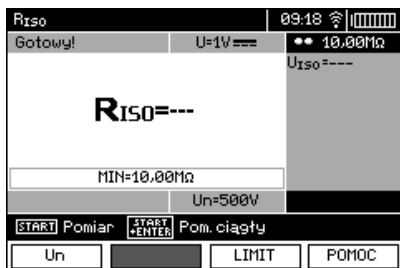 RISO 09:18
Gotowy! U=1V •• 10,00MΩ
UISO=---
RISO=---
MIN=10,00MΩ
Un=500V
START Pomiar START +ENTER Pom. ciągły
Un LIMIT POMOC